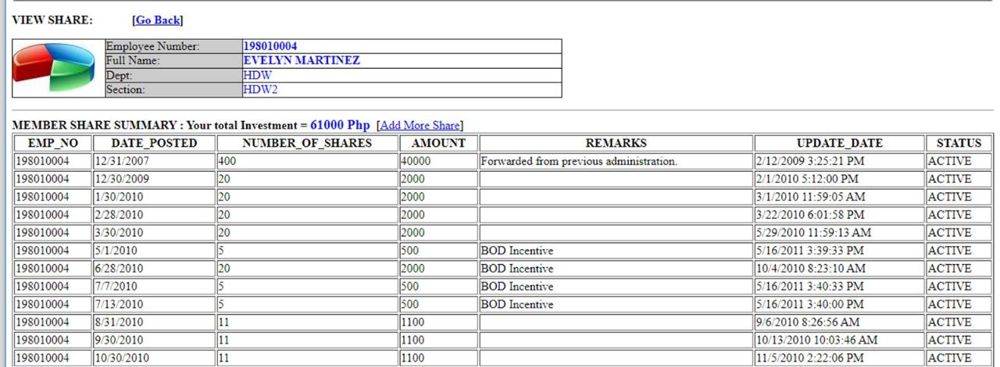 VIEW SHARE: [Go Back]
Employee Number: 198010004
Full Name: EVELYN MARTINEZ
Dept: HDW
Section: HDW2
MEMBER SHARE SUMMARY : Your total Investment = 61000 Php [Add More Share]
EMP_NO DATE_POSTED NUMBER_OF_SHARES AMOUNT REMARKS UPDATE_DATE STATUS
198010004 12/31/2007 400 40000 Forwarded from previous administration. 2/12/2009 3:25:21 PM ACTIVE
198010004 12/30/2009 20 2000 2/1/2010 5:12:00 PM ACTIVE
198010004 1/30/2010 20 2000 3/1/2010 11:59:05 AM ACTIVE
198010004 2/28/2010 20 2000 3/22/2010 6:01:58 PM ACTIVE
198010004 3/30/2010 20 2000 5/29/2010 11:59:13 AM ACTIVE
198010004 5/1/2010 5 500 BOD Incentive 5/16/2011 3:39:33 PM ACTIVE
198010004 6/28/2010 20 2000 BOD Incentive 10/4/2010 8:23:10 AM ACTIVE
198010004 7/7/2010 5 500 BOD Incentive 5/16/2011 3:40:33 PM ACTIVE
198010004 7/13/2010 5 500 BOD Incentive 5/16/2011 3:40:00 PM ACTIVE
198010004 8/31/2010 11 1100 9/6/2010 8:26:56 AM ACTIVE
198010004 9/30/2010 11 1100 10/13/2010 10:03:46 AM ACTIVE
198010004 10/30/2010 11 1100 11/5/2010 2:22:06 PM ACTIVE